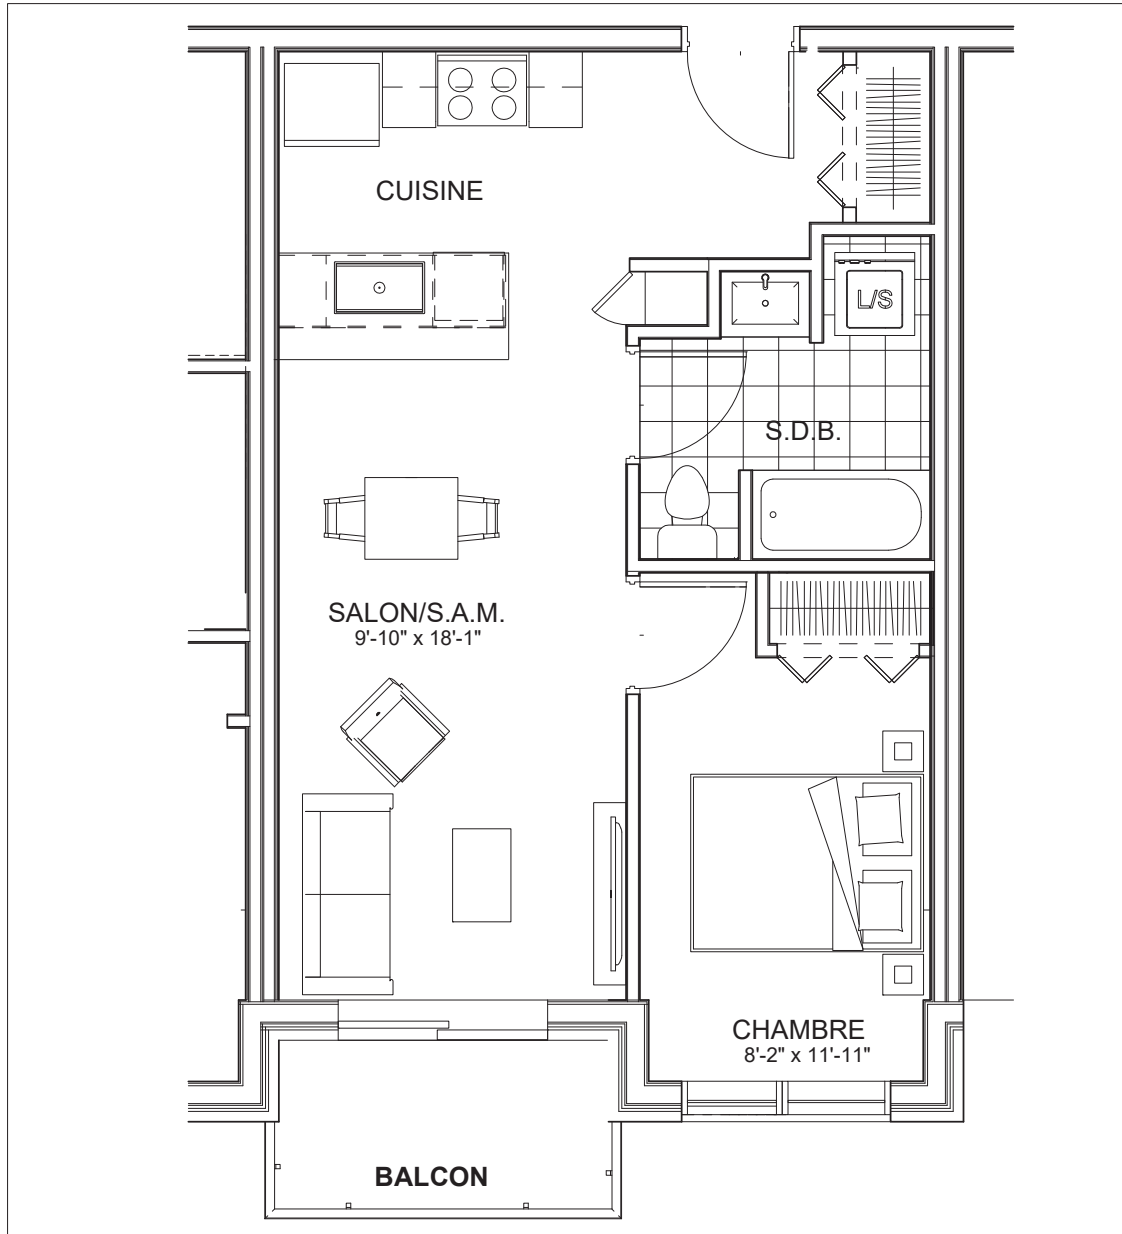 CUISINE
L/S
S.D.B.
SALON/S.A.M.
9'-10" x 18'-1"
CHAMBRE
8'-2" x 11'-11"
BALCON